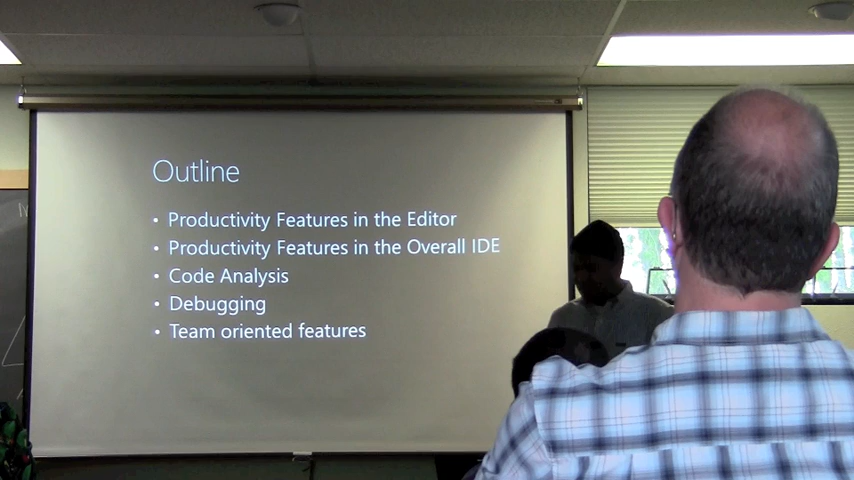 Outline
• Productivity Features in the Editor
• Productivity Features in the Overall IDE
• Code Analysis
• Debugging
• Team oriented features